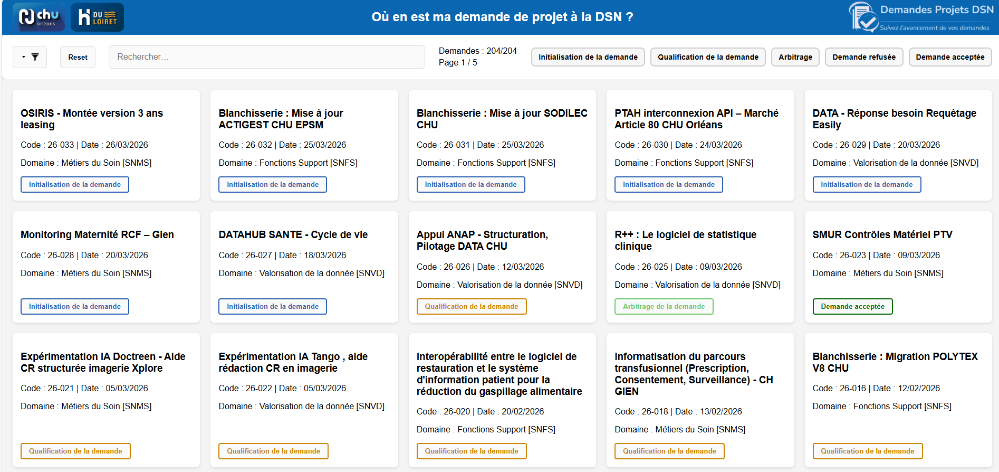 chu
orléans
H DU
LOIRET
Où en est ma demande de projet à la DSN ?
Demandes Projets DSN
Suivez l'avancement de vos demandes
Reset
Rechercher...
Demandes : 204/204
Page 1 / 5
Initialisation de la demande
Qualification de la demande
Arbitrage
Demande refusée
Demande acceptée
OSIRIS - Montée version 3 ans
leasing
Code : 26-033 | Date : 26/03/2026
Domaine : Métiers du Soin [SNMS]
Initialisation de la demande
Blanchisserie : Mise à jour
ACTIGEST CHU EPSM
Code : 26-032 | Date : 25/03/2026
Domaine : Fonctions Support [SNFS]
Initialisation de la demande
Blanchisserie : Mise à jour SODILEC
CHU
Code : 26-031 | Date : 25/03/2026
Domaine : Fonctions Support [SNFS]
Initialisation de la demande
PTAH interconnexion API – Marché
Article 80 CHU Orléans
Code : 26-030 | Date : 24/03/2026
Domaine : Fonctions Support [SNFS]
Initialisation de la demande
DATA - Réponse besoin Requêtage
Easily
Code : 26-029 | Date : 20/03/2026
Domaine : Valorisation de la donnée [SNVD]
Initialisation de la demande
Monitoring Maternité RCF – Gien
Code : 26-028 | Date : 20/03/2026
Domaine : Métiers du Soin [SNMS]
Initialisation de la demande
DATAHUB SANTE - Cycle de vie
Code : 26-027 | Date : 18/03/2026
Domaine : Valorisation de la donnée [SNVD]
Initialisation de la demande
Appui ANAP - Structuration,
Pilotage DATA CHU
Code : 26-026 | Date : 12/03/2026
Domaine : Valorisation de la donnée [SNVD]
Qualification de la demande
R++ : Le logiciel de statistique
clinique
Code : 26-025 | Date : 09/03/2026
Domaine : Valorisation de la donnée [SNVD]
Arbitrage de la demande
SMUR Contrôles Matériel PTV
Code : 26-023 | Date : 09/03/2026
Domaine : Métiers du Soin [SNMS]
Demande acceptée
Expérimentation IA Doctreen - Aide
CR structurée imagerie Xplore
Code : 26-021 | Date : 05/03/2026
Domaine : Métiers du Soin [SNMS]
Qualification de la demande
Expérimentation IA Tango , aide
rédaction CR en imagerie
Code : 26-022 | Date : 05/03/2026
Domaine : Valorisation de la donnée [SNVD]
Qualification de la demande
Interopérabilité entre le logiciel de
restauration et le système
d'information patient pour la
réduction du gaspillage alimentaire
Code : 26-020 | Date : 20/02/2026
Domaine : Fonctions Support [SNFS]
Qualification de la demande
Informatisation du parcours
transfusionnel (Prescription,
Consentement, Surveillance) - CH
GIEN
Code : 26-018 | Date : 13/02/2026
Domaine : Métiers du Soin [SNMS]
Qualification de la demande
Blanchisserie : Migration POLYTEX
V8 CHU
Code : 26-016 | Date : 12/02/2026
Domaine : Fonctions Support [SNFS]
Qualification de la demande